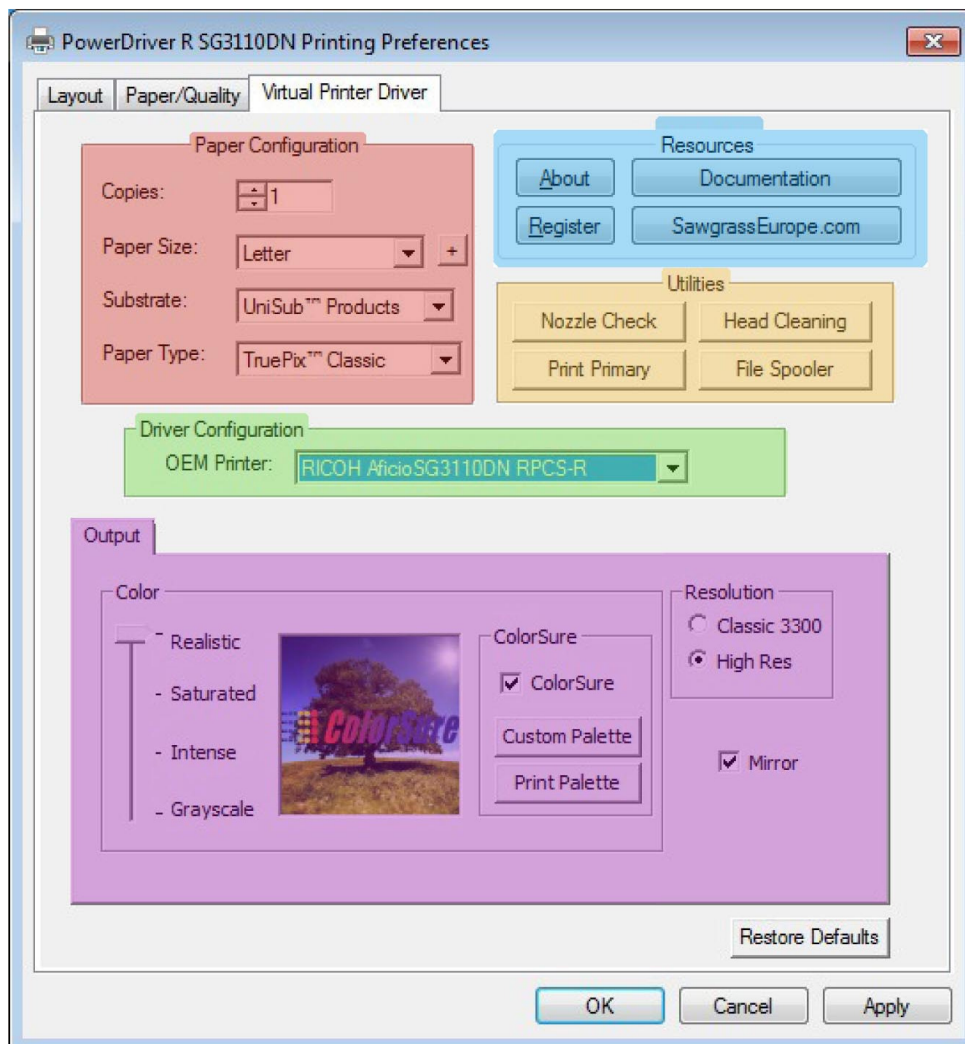 PowerDriver R SG3110DN Printing Preferences
Layout
Paper/Quality
Virtual Printer Driver
Paper Configuration
Copies: 1
Paper Size: Letter +
Substrate: UniSub™ Products
Paper Type: TruePix™ Classic
Resources
About Documentation
Register SawgrassEurope.com
Utilities
Nozzle Check Head Cleaning
Print Primary File Spooler
Driver Configuration
OEM Printer: RICOH AficioSG3110DN RPCS-R
Output
Color
Realistic
Saturated
Intense
Grayscale
ColorSure
ColorSure
ColorSure
Custom Palette
Print Palette
Resolution
Classic 3300
High Res
Mirror
Restore Defaults
OK Cancel Apply